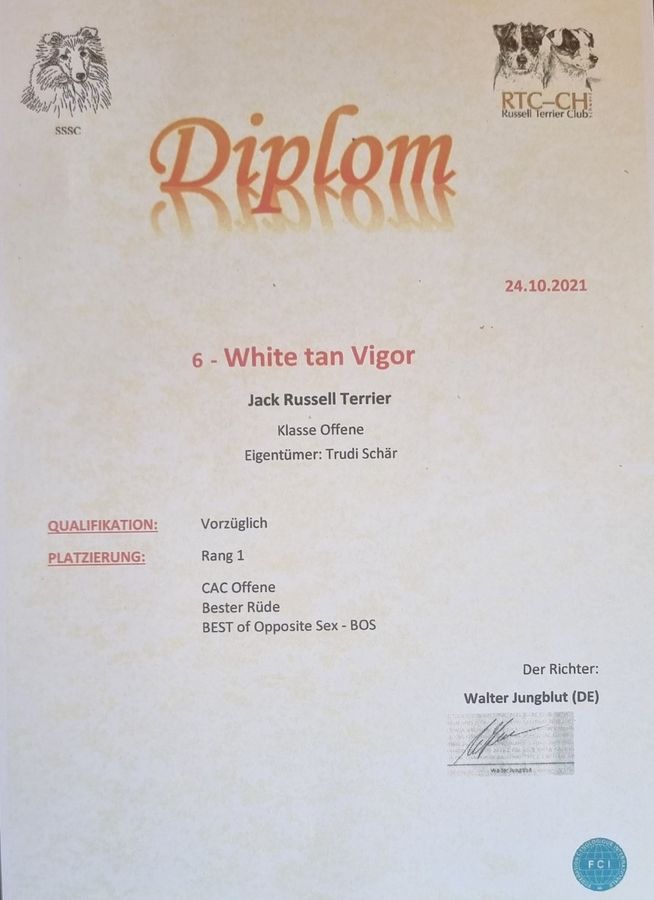 SSSC
RTC–CH
Russell Terrier Club
Diplom
24.10.2021
6 - White tan Vigor
Jack Russell Terrier
Klasse Offene
Eigentümer: Trudi Schär
QUALIFIKATION: Vorzüglich
PLATZIERUNG: Rang 1
CAC Offene
Bester Rüde
BEST of Opposite Sex - BOS
Der Richter:
Walter Jungblut (DE)
Walter Jungblut
FCI